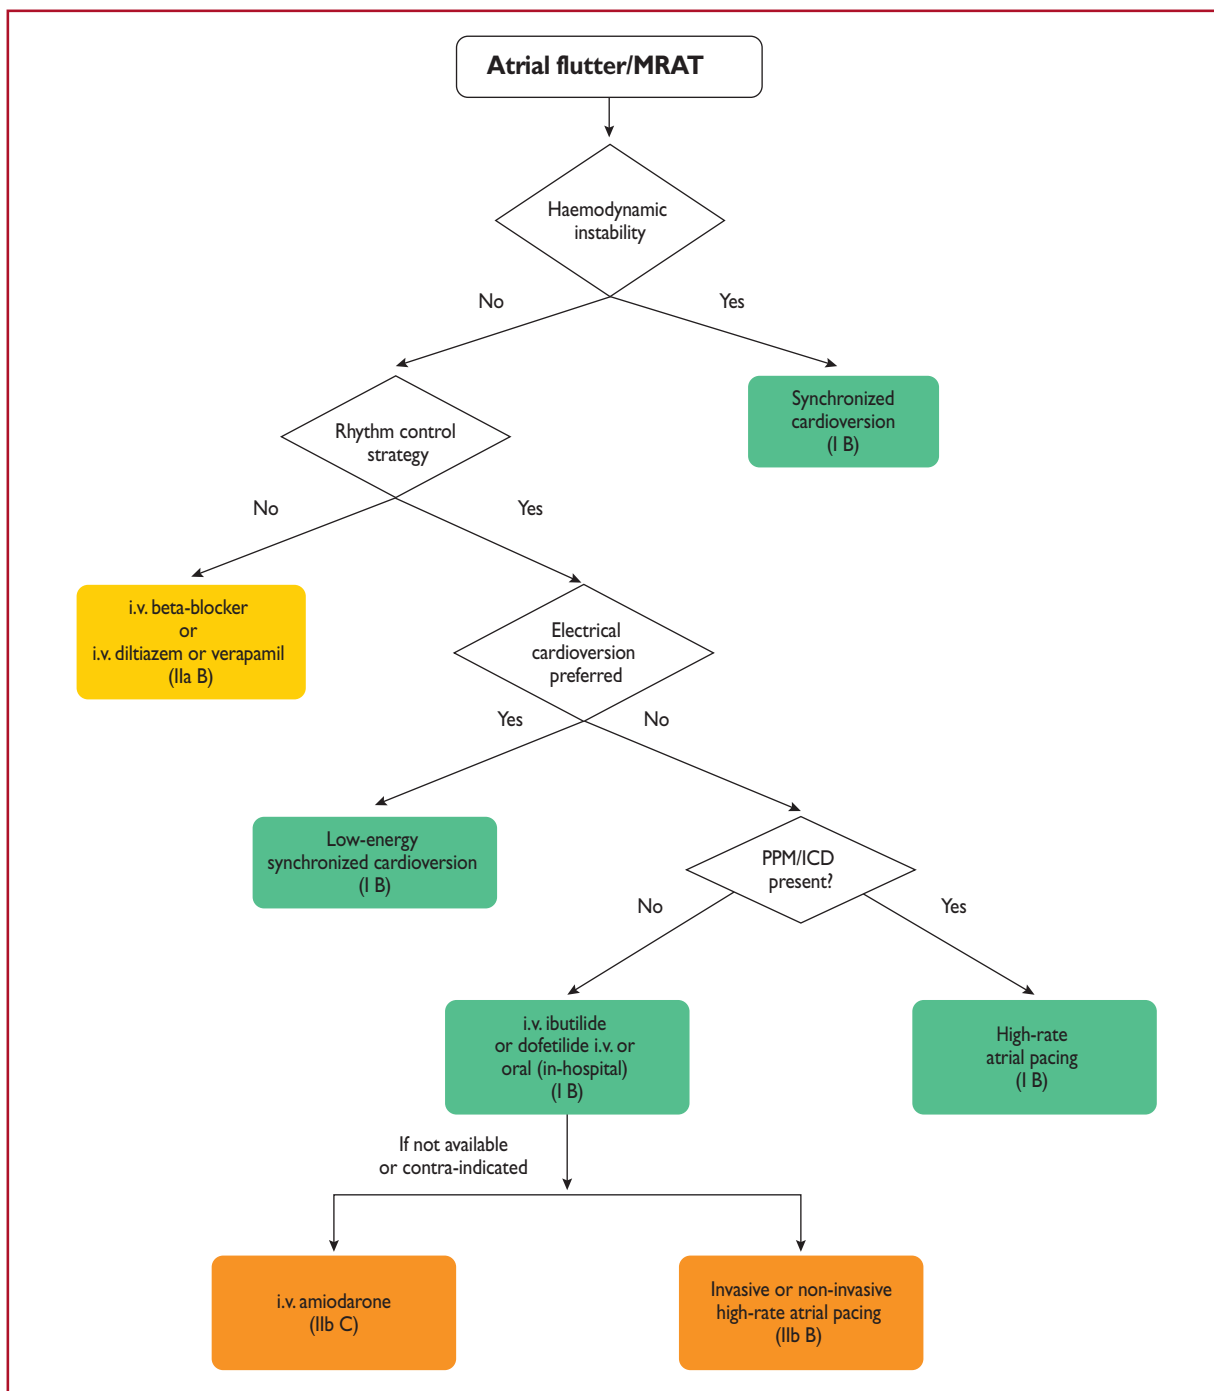 Atrial flutter/MRAT
Haemodynamic
instability
No
Yes
Synchronized
cardioversion
(I B)
Rhythm control
strategy
No
Yes
i.v. beta-blocker
or
i.v. diltiazem or verapamil
(IIa B)
Electrical
cardioversion
preferred
Yes
No
Low-energy
synchronized cardioversion
(I B)
PPM/ICD
present?
No
Yes
i.v. ibutilide
or dofetilide i.v. or
oral (in-hospital)
(I B)
High-rate
atrial pacing
(I B)
If not available
or contra-indicated
i.v. amiodarone
(IIb C)
Invasive or non-invasive
high-rate atrial pacing
(IIb B)